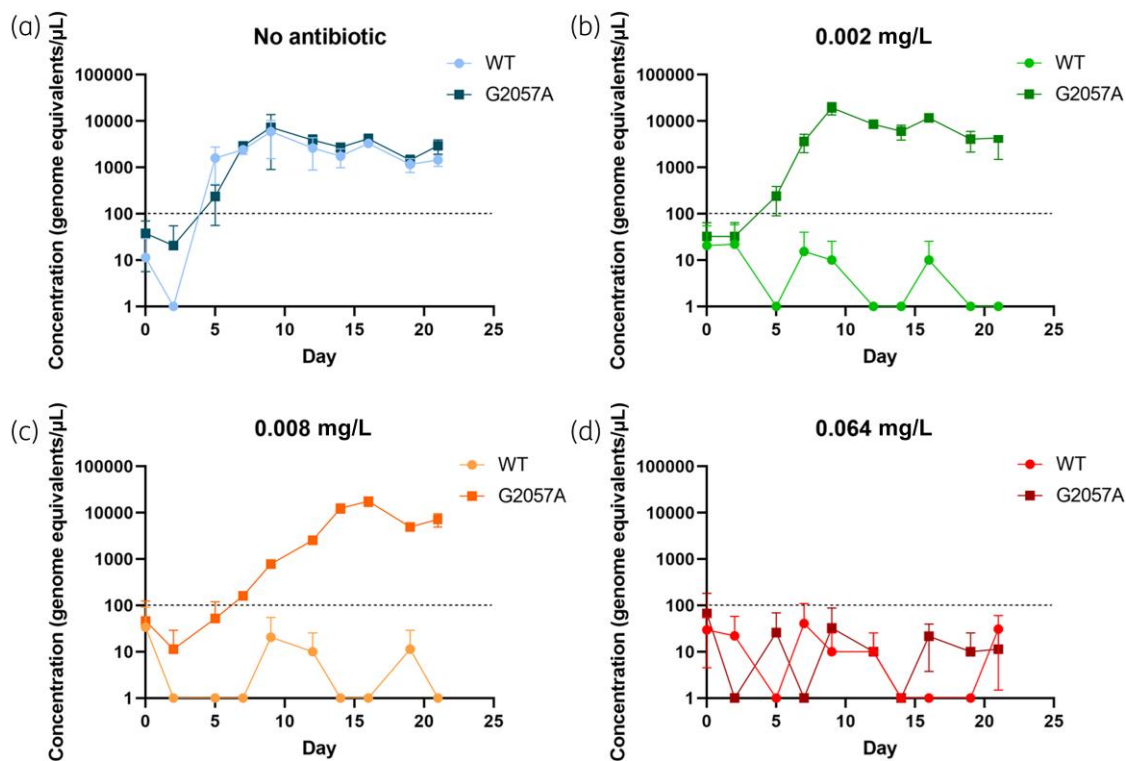 (a)
No antibiotic
Concentration (genome equivalents/μL)
100000
10000
1000
100
10
1
0 5 10 15 20 25
Day
WT
G2057A
(b)
0.002 mg/L
Concentration (genome equivalents/μL)
100000
10000
1000
100
10
1
0 5 10 15 20 25
Day
WT
G2057A
(c)
0.008 mg/L
Concentration (genome equivalents/μL)
100000
10000
1000
100
10
1
0 5 10 15 20 25
Day
WT
G2057A
(d)
0.064 mg/L
Concentration (genome equivalents/μL)
100000
10000
1000
100
10
1
0 5 10 15 20 25
Day
WT
G2057A